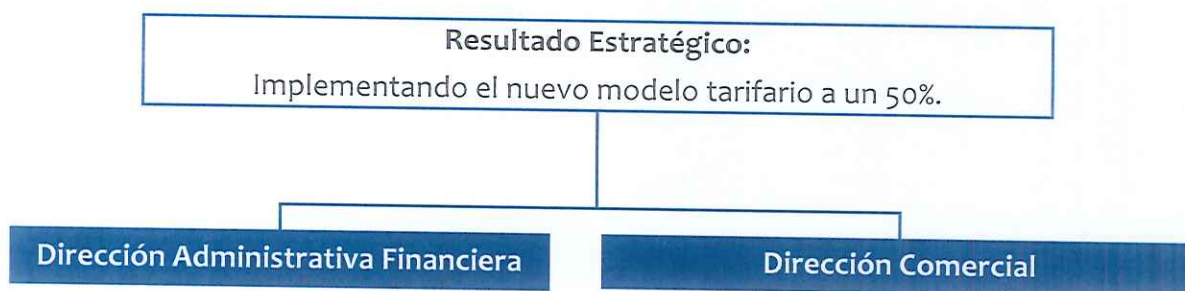 Resultado Estratégico:
Implementando el nuevo modelo tarifario a un 50%.
Dirección Administrativa Financiera
Dirección Comercial